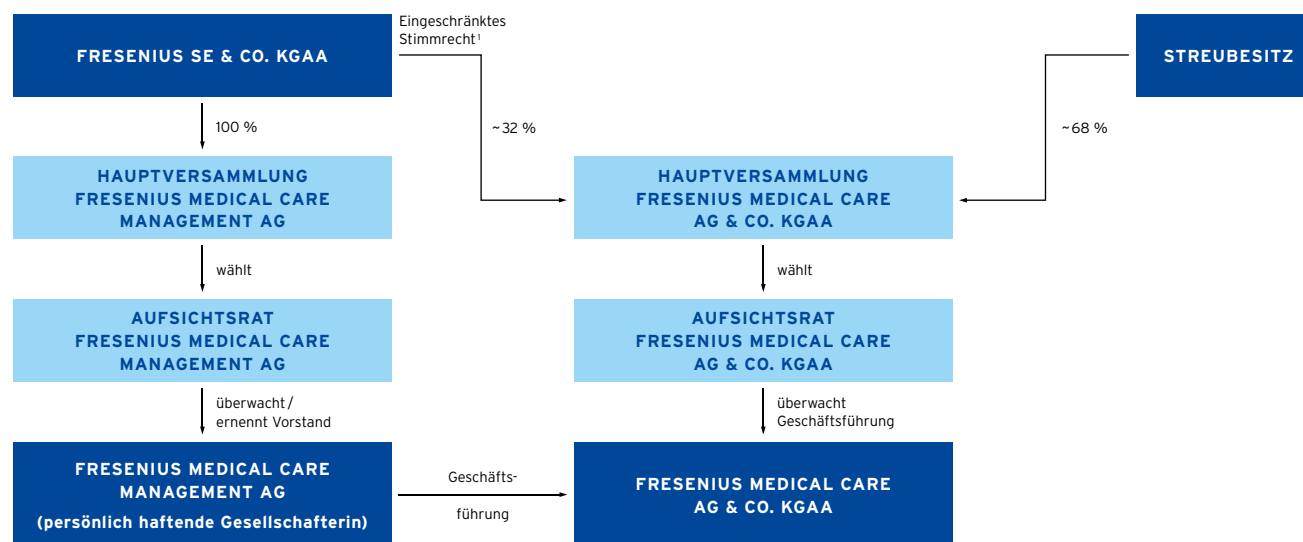 Eingeschränktes
Stimmrecht¹
FRESENIUS SE & CO. KGAA
STREUBESITZ
100 %
~32 %
~68 %
HAUPTVERSAMMLUNG
FRESENIUS MEDICAL CARE
MANAGEMENT AG
HAUPTVERSAMMLUNG
FRESENIUS MEDICAL CARE
AG & CO. KGAA
wählt
wählt
AUFSICHTSRAT
FRESENIUS MEDICAL CARE
MANAGEMENT AG
AUFSICHTSRAT
FRESENIUS MEDICAL CARE
AG & CO. KGAA
überwacht /
ernennt Vorstand
überwacht
Geschäftsführung
FRESENIUS MEDICAL CARE
MANAGEMENT AG
(persönlich haftende Gesellschafterin)
Geschäfts-
führung
FRESENIUS MEDICAL CARE
AG & CO. KGAA